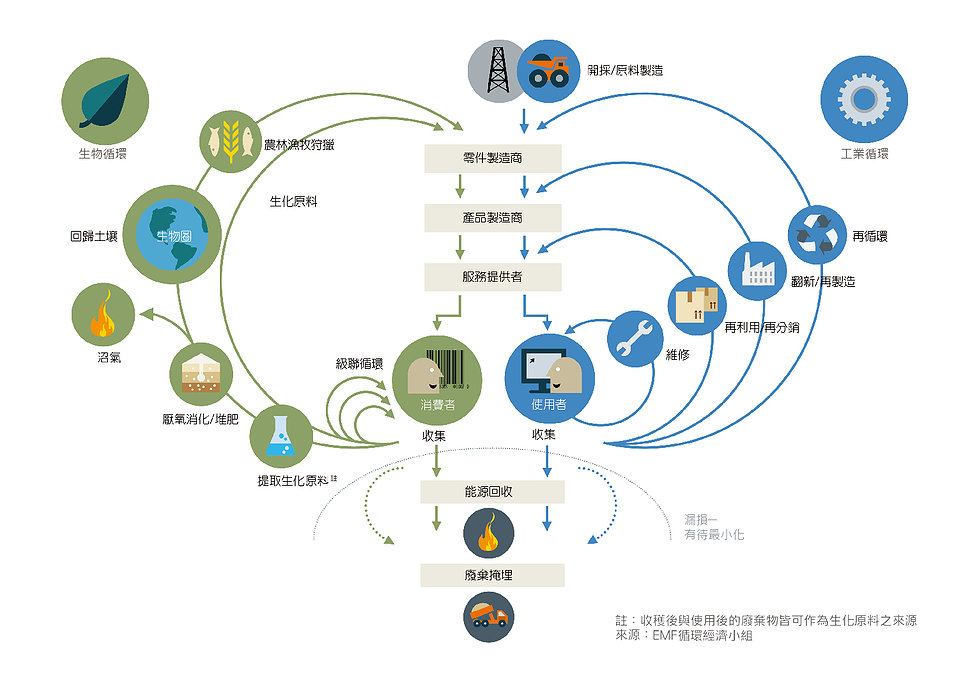 開採/原料製造
生物循環
工業循環
農林漁牧狩獵
零件製造商
生化原料
產品製造商
回歸土壤
生物圈
再循環
服務提供者
翻新/再製造
再利用/再分銷
沼氣
維修
級聯循環
消費者
使用者
厭氧消化/堆肥
收集
收集
提取生化原料註
能源回收
漏損—
有待最小化
廢棄掩埋
註：收穫後與使用後的廢棄物皆可作為生化原料之來源
來源：EMF循環經濟小組